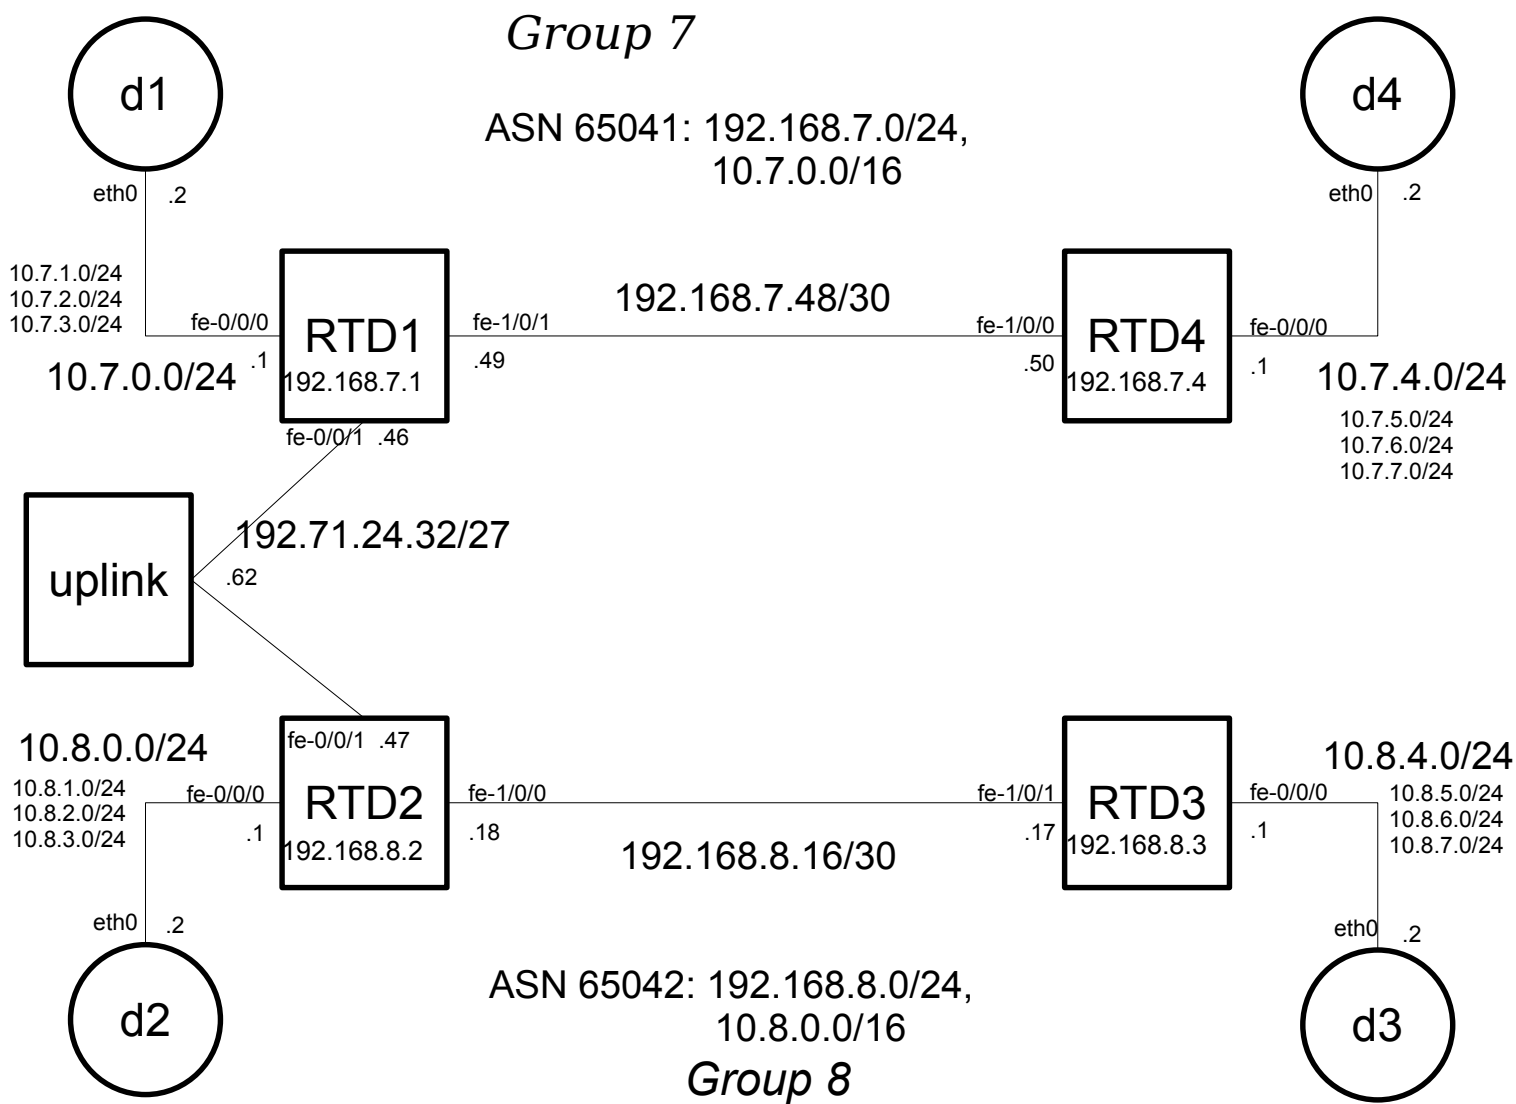 Group 7
d1
d4
ASN 65041: 192.168.7.0/24,
10.7.0.0/16
eth0 .2
eth0 .2
10.7.1.0/24
10.7.2.0/24
10.7.3.0/24
10.7.0.0/24
fe-0/0/0
.1
RTD1
192.168.7.1
fe-1/0/1
.49
192.168.7.48/30
fe-1/0/0
.50
RTD4
192.168.7.4
fe-0/0/0
.1
10.7.4.0/24
10.7.5.0/24
10.7.6.0/24
10.7.7.0/24
fe-0/0/1 .46
192.71.24.32/27
uplink
.62
10.8.0.0/24
10.8.1.0/24
10.8.2.0/24
10.8.3.0/24
fe-0/0/0
.1
fe-0/0/1 .47
RTD2
192.168.8.2
fe-1/0/0
.18
192.168.8.16/30
fe-1/0/1
.17
RTD3
192.168.8.3
fe-0/0/0
.1
10.8.4.0/24
10.8.5.0/24
10.8.6.0/24
10.8.7.0/24
eth0 .2
eth0 .2
d2
d3
ASN 65042: 192.168.8.0/24,
10.8.0.0/16
Group 8